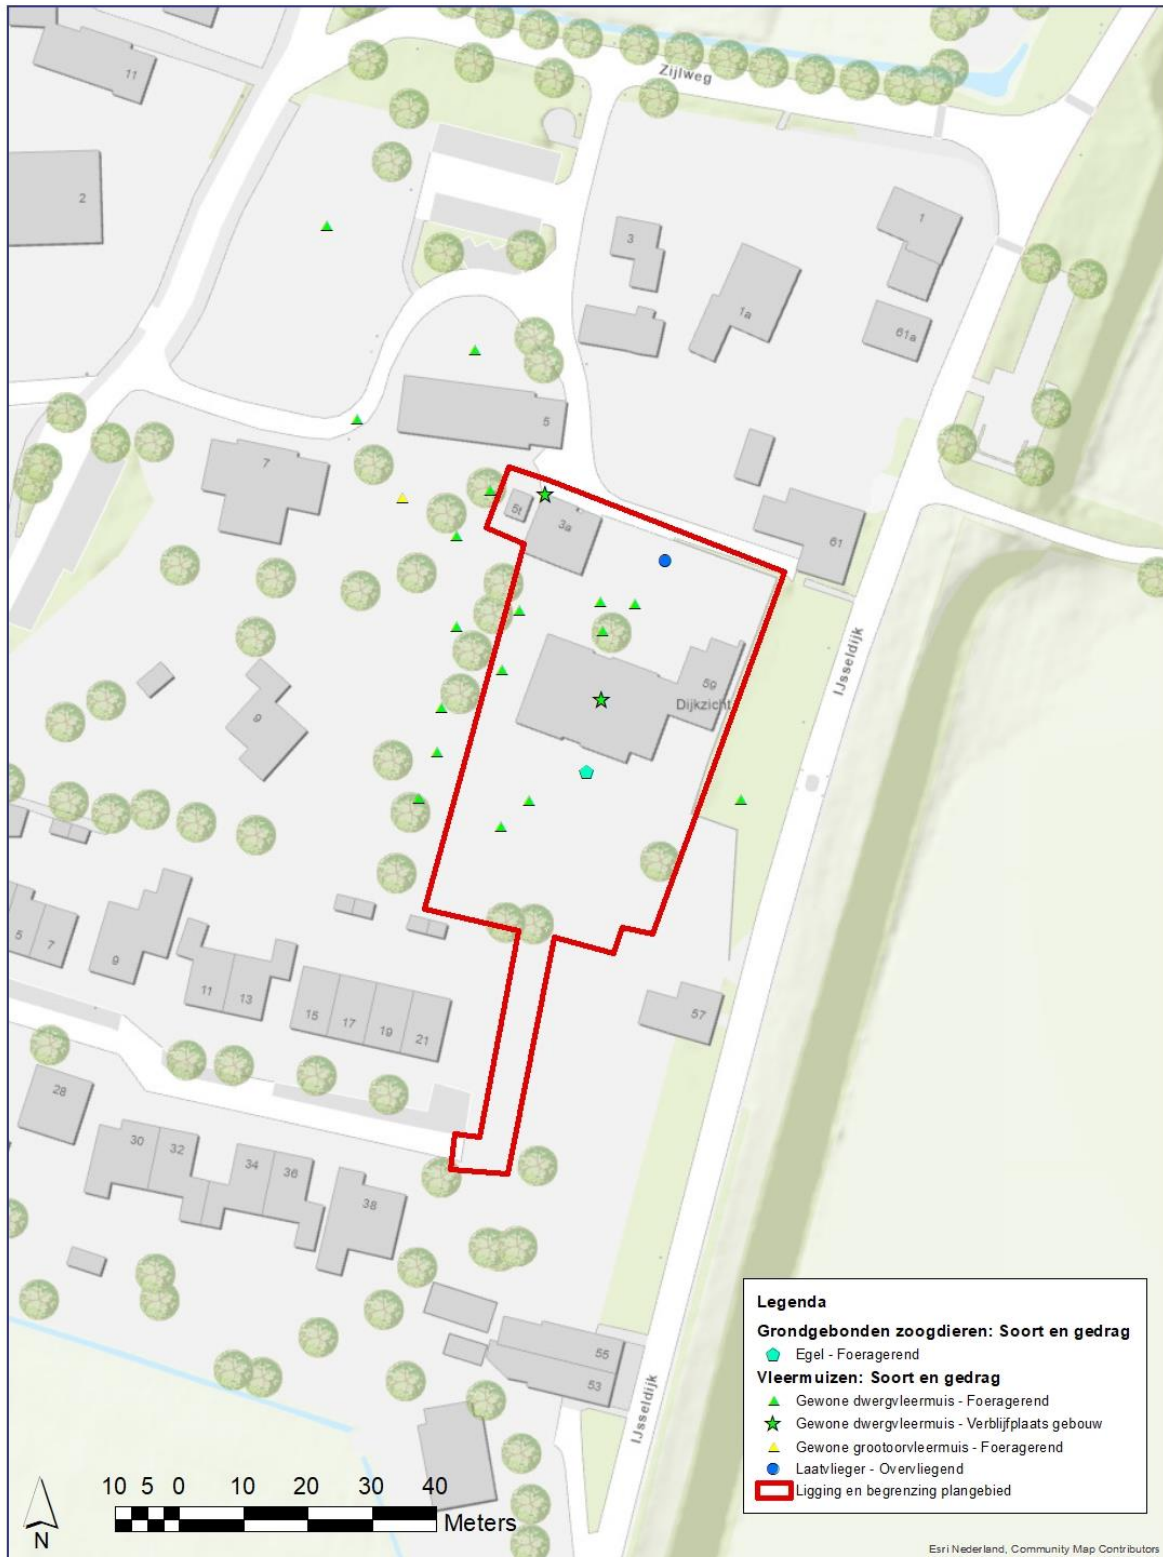 11
Zijlweg
2
1
3
1a
61a
5
7
5t
3a
61
IJsseldijk
59
Dijkzicht
9
5
7
9
11
13
15
17
19
21
57
28
30
32
34
36
38
55
53
IJsseldijk
10 5 0 10 20 30 40
Meters
N
Legenda
Grondgebonden zoogdieren: Soort en gedrag
Egel - Foeragerend
Vleermuizen: Soort en gedrag
Gewone dwergvleermuis - Foeragerend
Gewone dwergvleermuis - Verblijfplaats gebouw
Gewone grootoorvleermuis - Foeragerend
Laatvlieger - Overvliegend
Ligging en begrenzing plangebied
Esri Nederland, Community Map Contributors